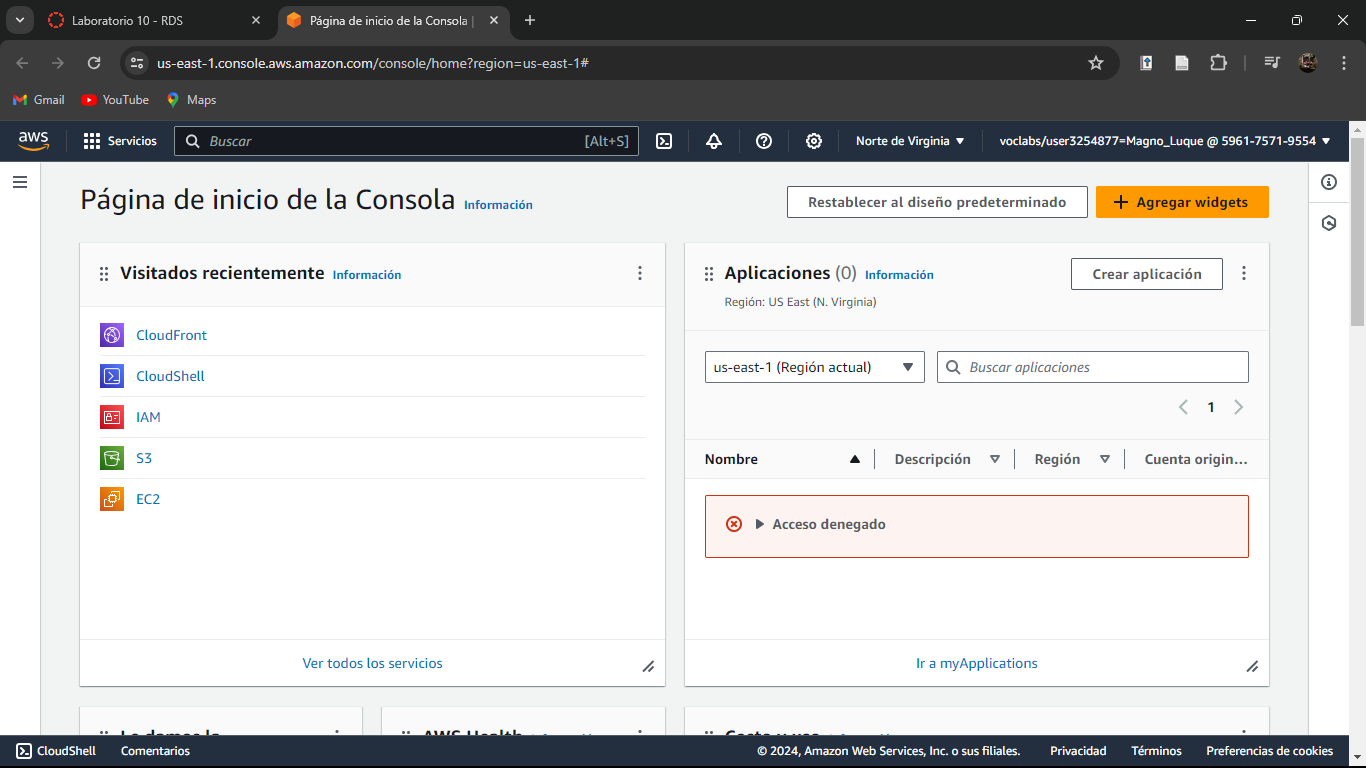 Laboratorio 10 - RDS
Página de inicio de la Consola |
us-east-1.console.aws.amazon.com/console/home?region=us-east-1#
Gmail YouTube Maps
aws Servicios Buscar [Alt+S] Norte de Virginia voclabs/user3254877=Magno_Luque @ 5961-7571-9554
Página de inicio de la Consola Información
Restablecer al diseño predeterminado
Agregar widgets
Visitados recientemente Información
CloudFront
CloudShell
IAM
S3
EC2
Ver todos los servicios
Aplicaciones (0) Información
Región: US East (N. Virginia)
Crear aplicación
us-east-1 (Región actual)
Buscar aplicaciones
1
Nombre Descripción Región Cuenta origin...
Acceso denegado
Ir a myApplications
Le damos la
AWS Health
Costo y uso
CloudShell Comentarios © 2024, Amazon Web Services, Inc. o sus filiales. Privacidad Términos Preferencias de cookies